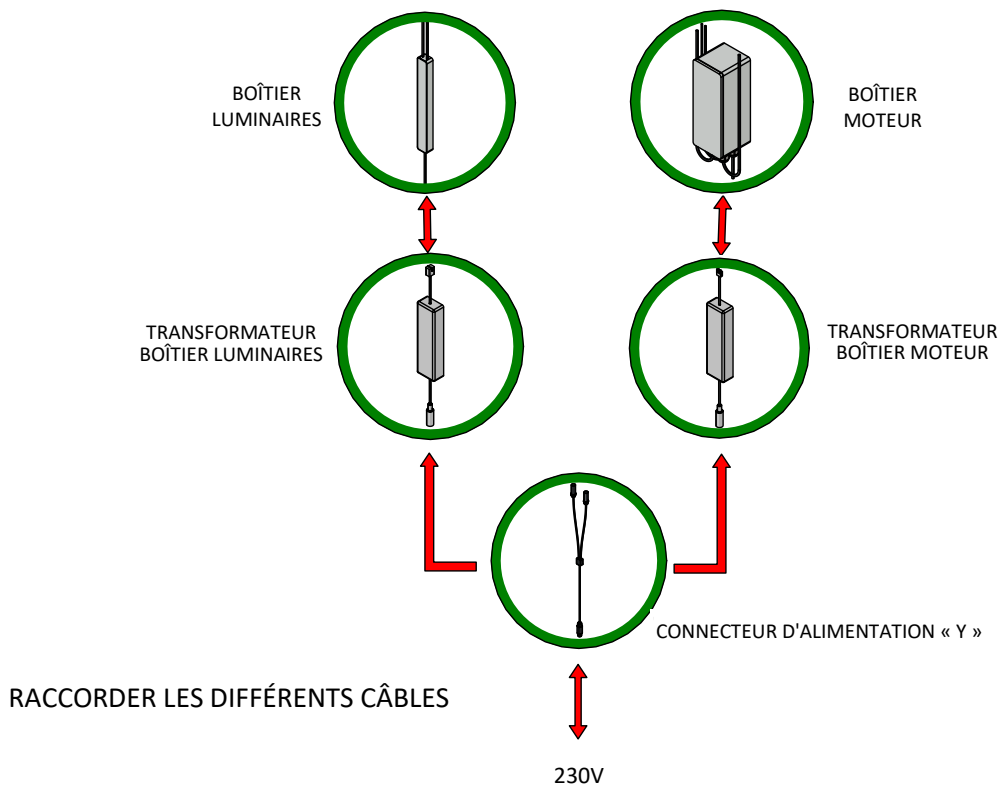 BOÎTIER
LUMINAIRES
BOÎTIER
MOTEUR
TRANSFORMATEUR
BOÎTIER LUMINAIRES
TRANSFORMATEUR
BOÎTIER MOTEUR
CONNECTEUR D'ALIMENTATION « Y »
RACCORDER LES DIFFÉRENTS CÂBLES
230V